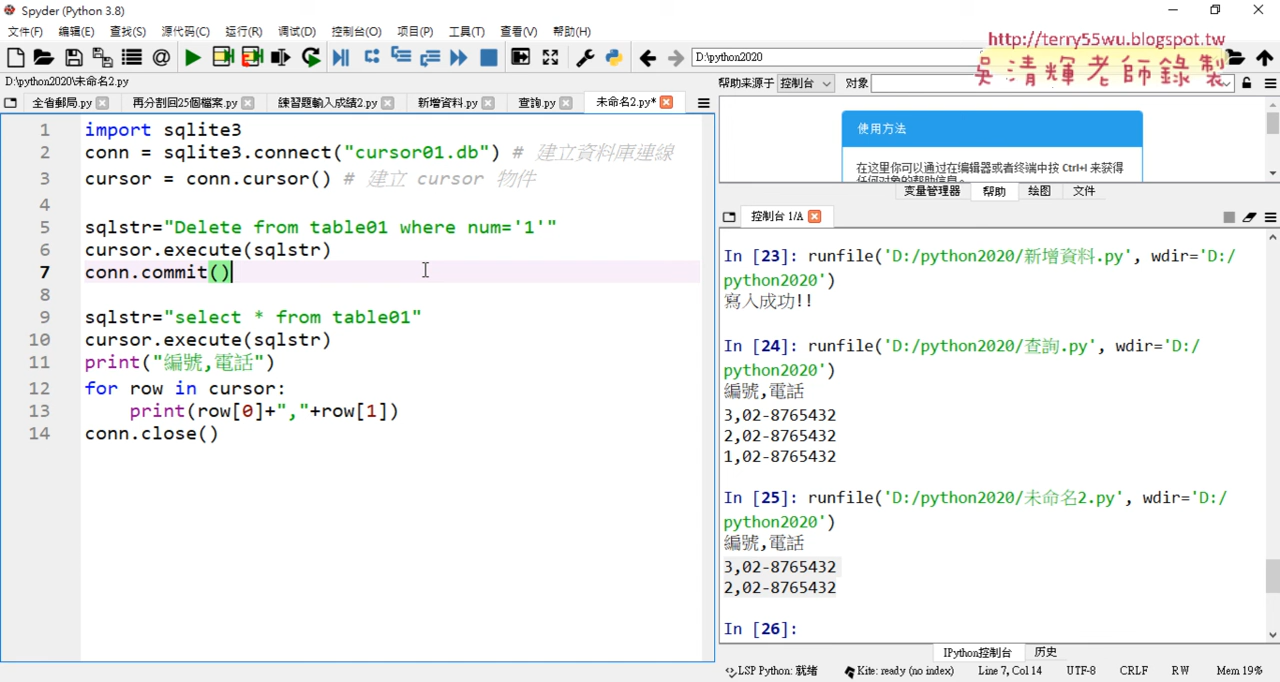 Spyder (Python 3.8)
文件(F) 编辑(E) 查找(S) 源代码(C) 运行(R) 调试(D) 控制台(O) 项目(P) 工具(T) 查看(V) 帮助(H)
D:\python2020
http://terry55wu.blogspot.tw
吳清輝老師錄製
D:\python2020\未命名2.py
帮助来源于 控制台 对象
全省郵局.py 再分割回25個檔案.py 練習題輸入成績2.py 新增資料.py 查詢.py 未命名2.py*
1 import sqlite3
2 conn = sqlite3.connect("cursor01.db") # 建立資料庫連線
3 cursor = conn.cursor() # 建立 cursor 物件
4
5 sqlstr="Delete from table01 where num='1'"
6 cursor.execute(sqlstr)
7 conn.commit()
8
9 sqlstr="select * from table01"
10 cursor.execute(sqlstr)
11 print("編號,電話")
12 for row in cursor:
13 print(row[0]+","+row[1])
14 conn.close()
使用方法
在这里你可以通过在编辑器或者终端中按 Ctrl+I 来获得
任何对象的帮助信息。
变量管理器 帮助 绘图 文件
控制台 1/A
In [23]: runfile('D:/python2020/新增資料.py', wdir='D:/
python2020')
寫入成功!!
In [24]: runfile('D:/python2020/查詢.py', wdir='D:/
python2020')
編號,電話
3,02-8765432
2,02-8765432
1,02-8765432
In [25]: runfile('D:/python2020/未命名2.py', wdir='D:/
python2020')
編號,電話
3,02-8765432
2,02-8765432
In [26]:
IPython控制台 历史
LSP Python: 就绪 Kite: ready (no index) Line 7, Col 14 UTF-8 CRLF RW Mem 19%